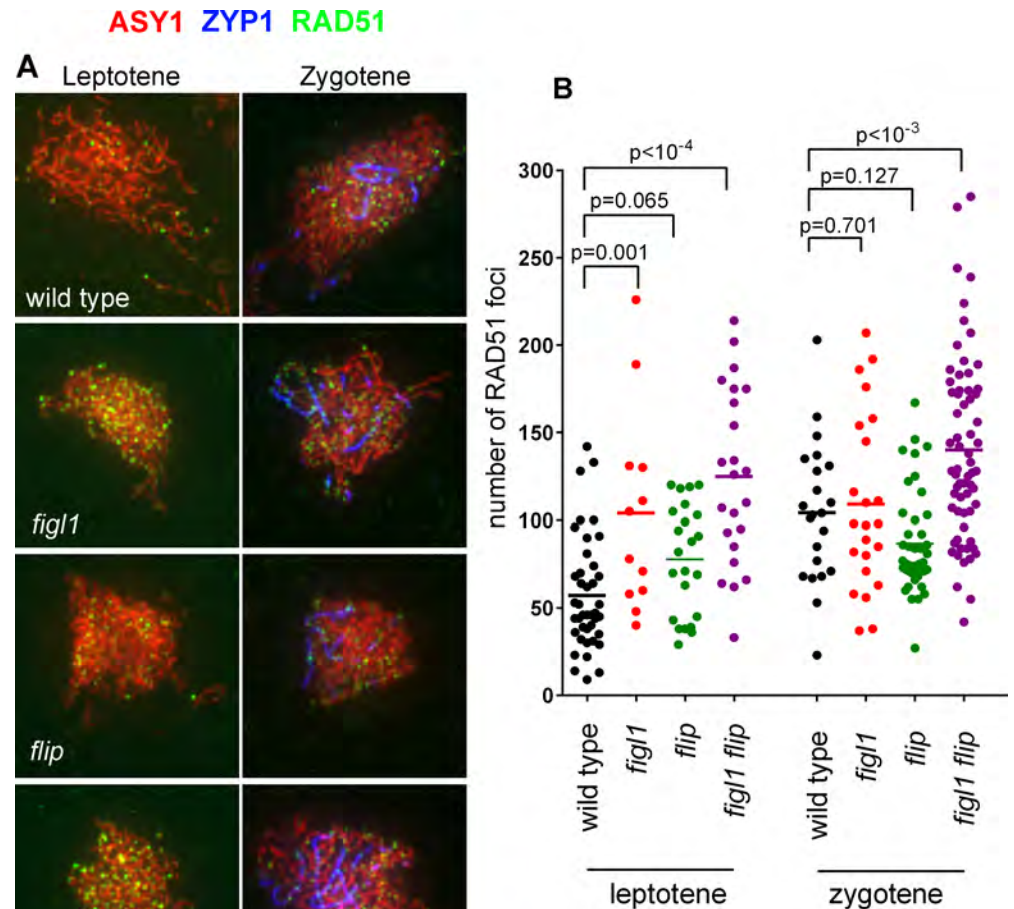 ASY1 ZYP1 RAD51
A
Leptotene Zygotene
wild type
figl1
flip
B
number of RAD51 foci
300
250
200
150
100
50
0
p<10⁻⁴
p=0.065
p=0.001
p<10⁻³
p=0.127
p=0.701
wild type
figl1
flip
figl1 flip
wild type
figl1
flip
figl1 flip
leptotene
zygotene